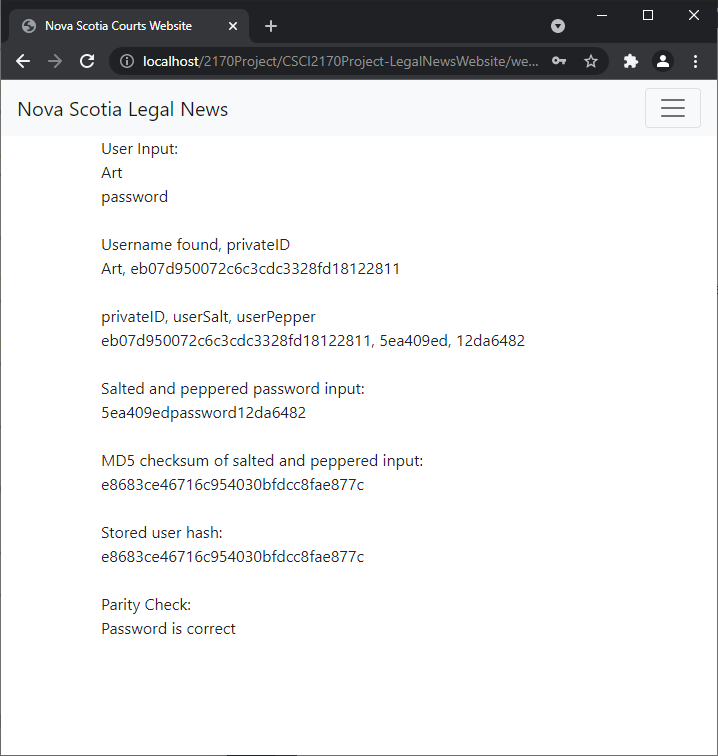 Nova Scotia Courts Website
localhost/2170Project/CSCI2170Project-LegalNewsWebsite/we...
Nova Scotia Legal News
User Input:
Art
password
Username found, privateID
Art, eb07d950072c6c3cdc3328fd18122811
privateID, userSalt, userPepper
eb07d950072c6c3cdc3328fd18122811, 5ea409ed, 12da6482
Salted and peppered password input:
5ea409edpassword12da6482
MD5 checksum of salted and peppered input:
e8683ce46716c954030bfdcc8fae877c
Stored user hash:
e8683ce46716c954030bfdcc8fae877c
Parity Check:
Password is correct